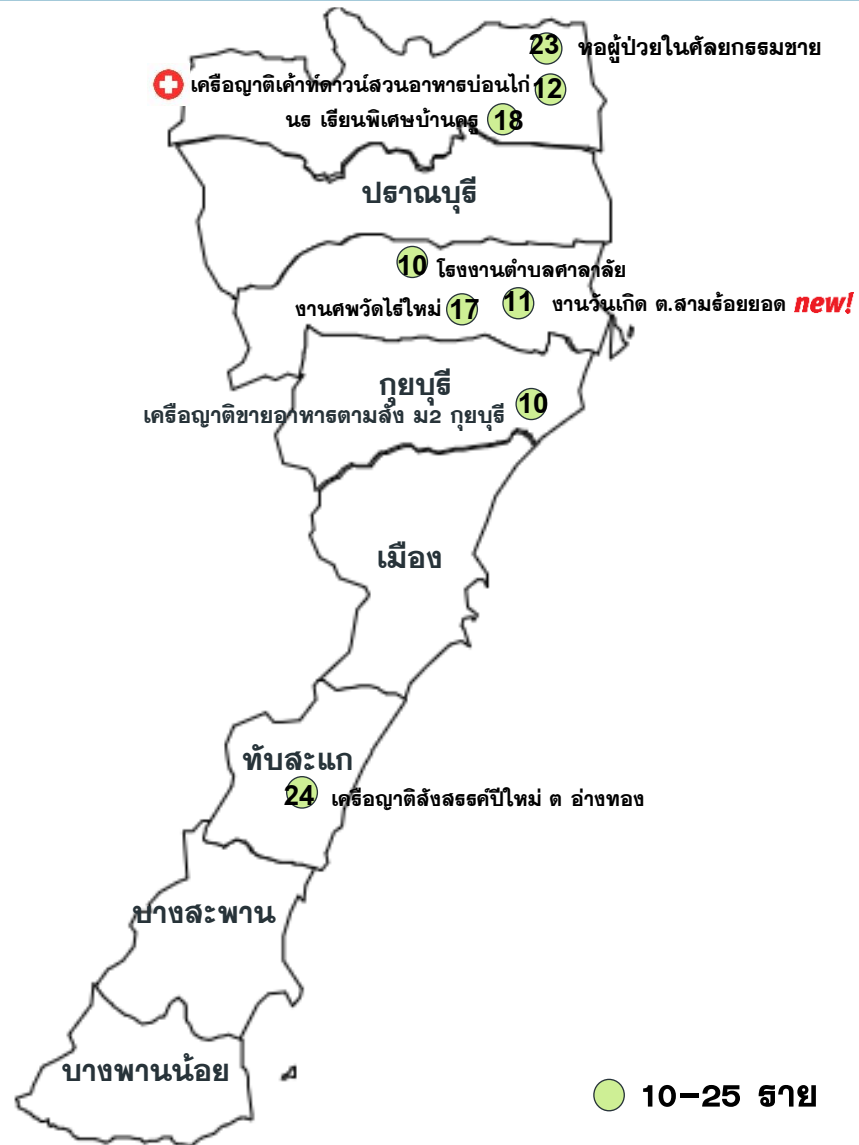 23 หอผู้ป่วยในศัลยกรรมชาย
เครือญาติเค้าท์ดาวน์สวนอาหารบ่อนไก่ 12
นร เรียนพิเศษบ้านครู 18
ปราณบุรี
10 โรงงานตำบลศาลาลัย
งานศพวัดไร่ใหม่ 17 11 งานวันเกิด ต.สามร้อยยอด new!
กุยบุรี
เครือญาติขายอาหารตามสั่ง ม2 กุยบุรี 10
เมือง
ทับสะแก
24 เครือญาติสังสรรค์ปีใหม่ ต อ่างทอง
บางสะพาน
บางพานน้อย
10-25 ราย